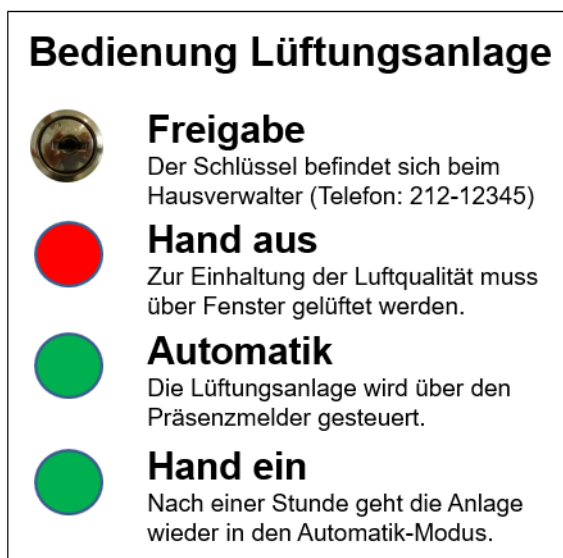 Bedienung Lüftungsanlage
Freigabe
Der Schlüssel befindet sich beim
Hausverwalter (Telefon: 212-12345)
Hand aus
Zur Einhaltung der Luftqualität muss
über Fenster gelüftet werden.
Automatik
Die Lüftungsanlage wird über den
Präsenzmelder gesteuert.
Hand ein
Nach einer Stunde geht die Anlage
wieder in den Automatik-Modus.